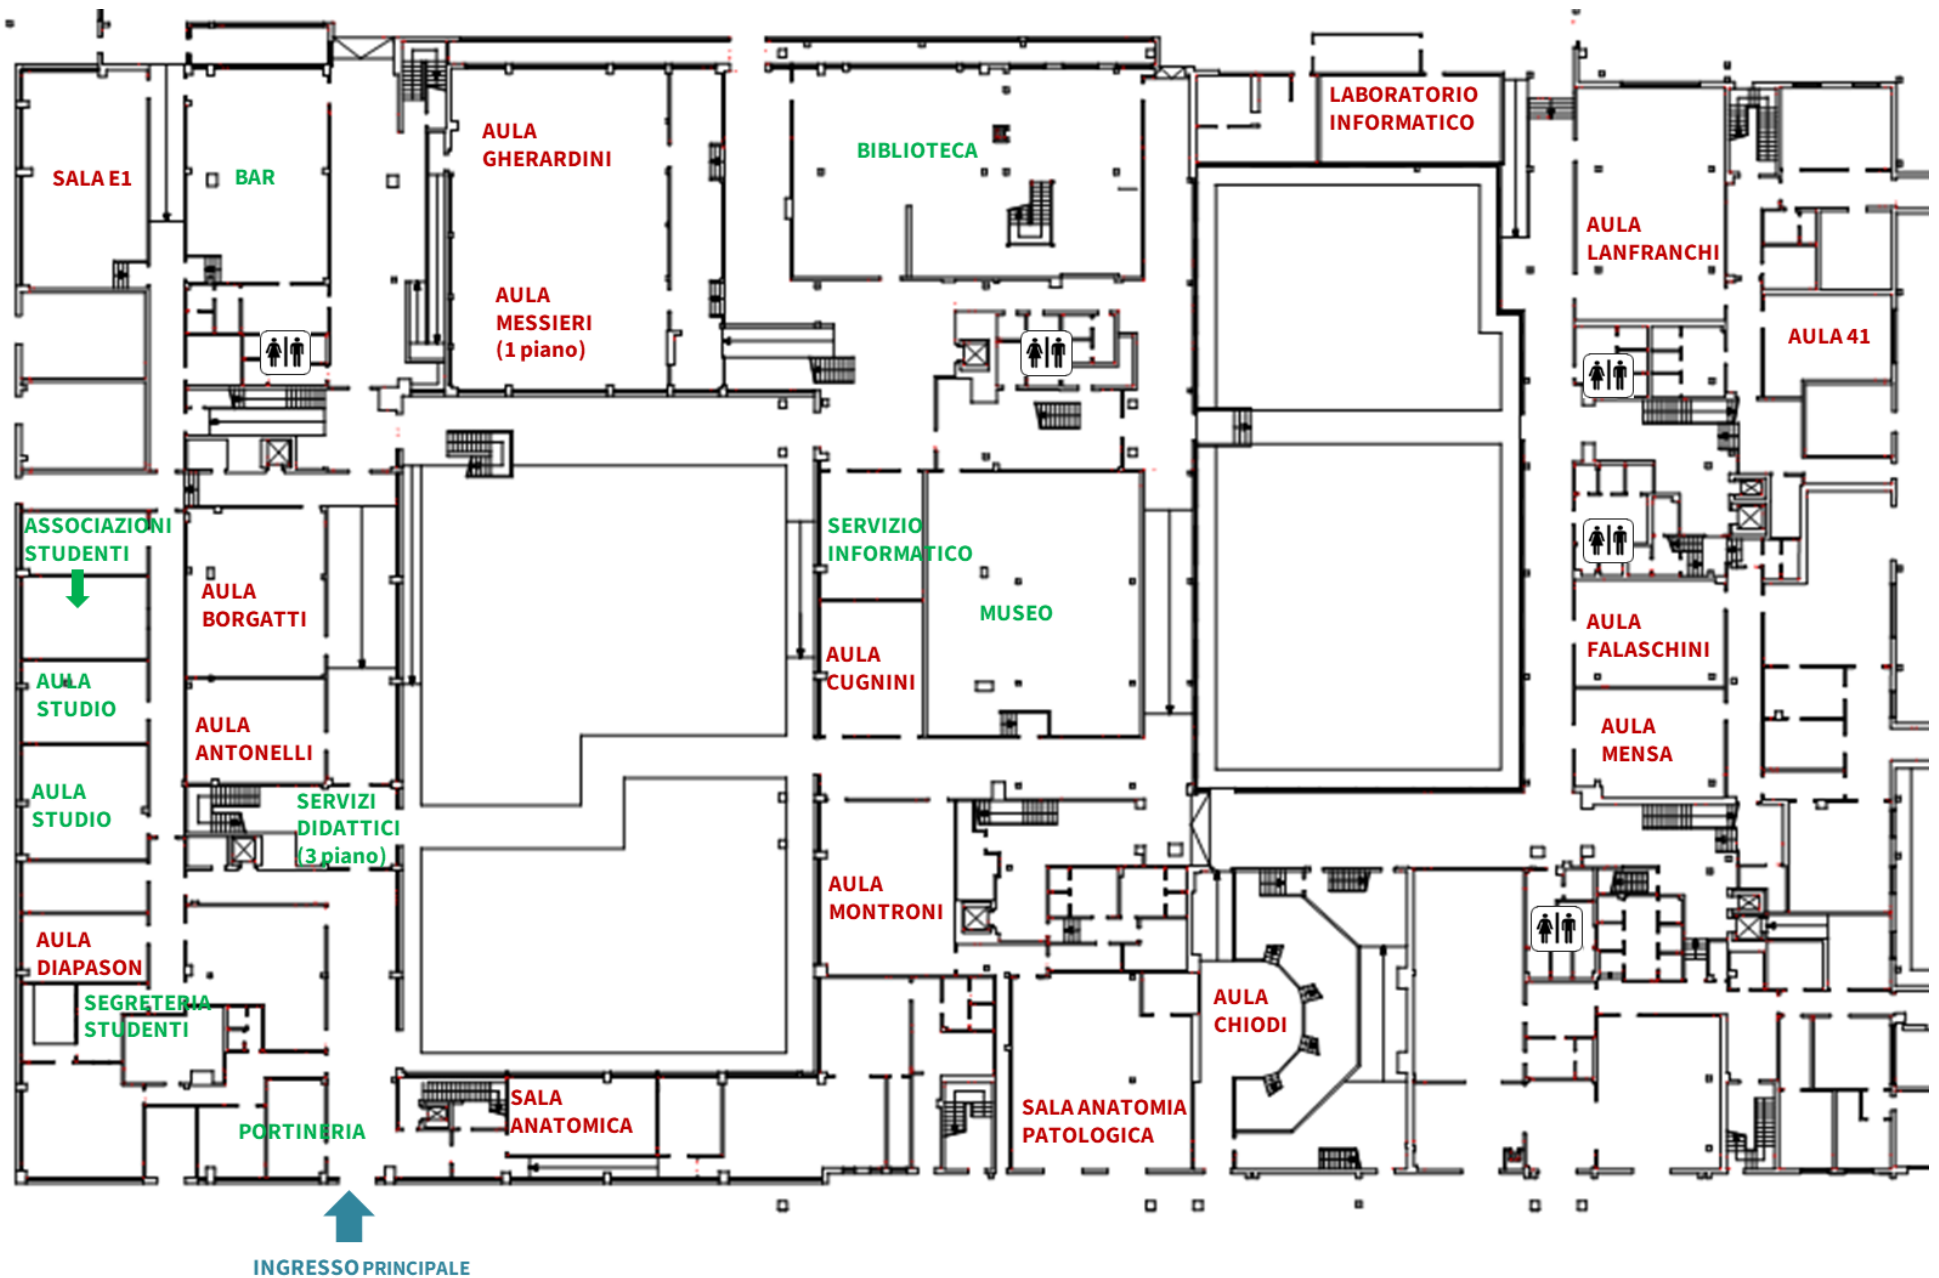 LABORATORIO
INFORMATICO
AULA
GHERARDINI
BIBLIOTECA
SALA E1
BAR
AULA
LANFRANCHI
AULA
MESSIERI
(1 piano)
AULA 41
ASSOCIAZIONI
STUDENTI
SERVIZIO
INFORMATICO
AULA
BORGATTI
MUSEO
AULA
FALASCHINI
AULA
CUGNINI
AULA
STUDIO
AULA
ANTONELLI
AULA
MENSA
AULA
STUDIO
SERVIZI
DIDATTICI
(3 piano)
AULA
MONTRONI
AULA
DIAPASON
SEGRETERIA
STUDENTI
AULA
CHIODI
SALA
ANATOMICA
SALA ANATOMIA
PATOLOGICA
PORTINERIA
INGRESSO PRINCIPALE